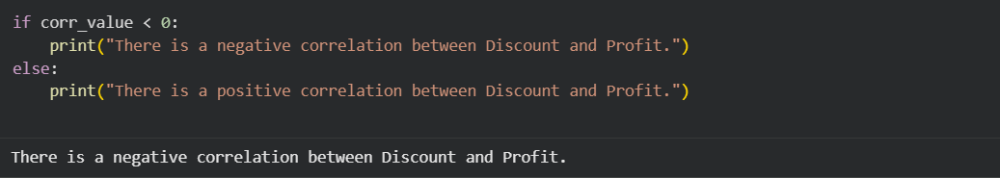 if corr_value < 0:
    print("There is a negative correlation between Discount and Profit.")
else:
    print("There is a positive correlation between Discount and Profit.")
There is a negative correlation between Discount and Profit.